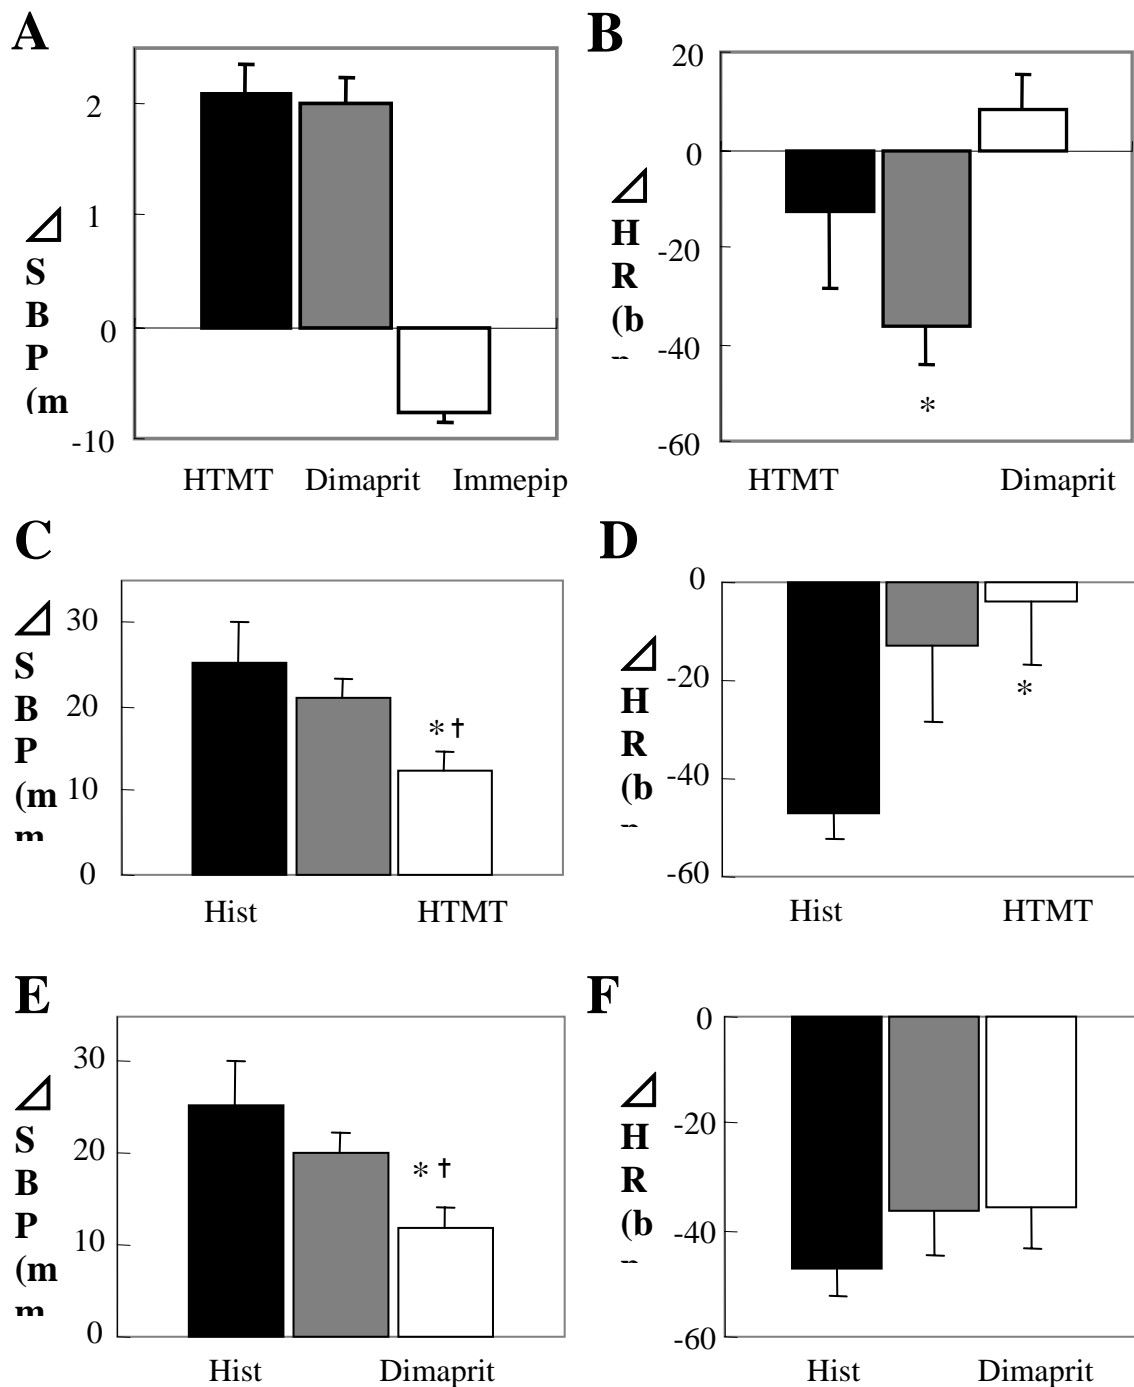 A
2
1
0
-10
S
B
P
(m
HTMT Dimaprit Immepip
B
20
0
-20
-40
-60
H
R
(b
*
HTMT Dimaprit
C
30
20
10
0
S
B
P
(m
* †
Hist HTMT
D
0
-20
-40
-60
H
R
(b
*
Hist HTMT
E
30
20
10
0
S
B
P
(m
* †
Hist Dimaprit
F
0
-20
-40
-60
H
R
(b
Hist Dimaprit